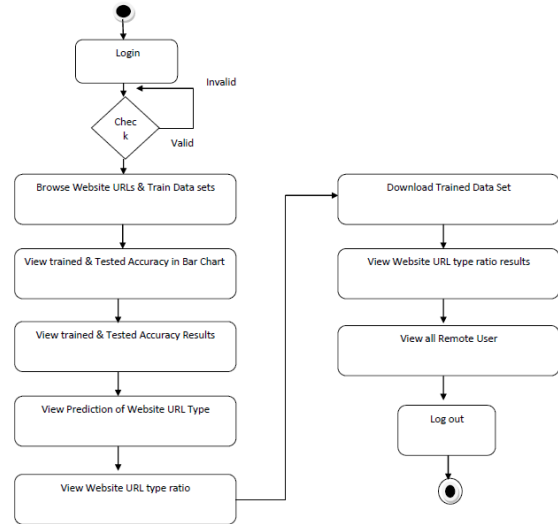 Login
Invalid
Chec
k
Valid
Browse Website URLs & Train Data sets
View trained & Tested Accuracy in Bar Chart
View trained & Tested Accuracy Results
View Prediction of Website URL Type
View Website URL type ratio
Download Trained Data Set
View Website URL type ratio results
View all Remote User
Log out